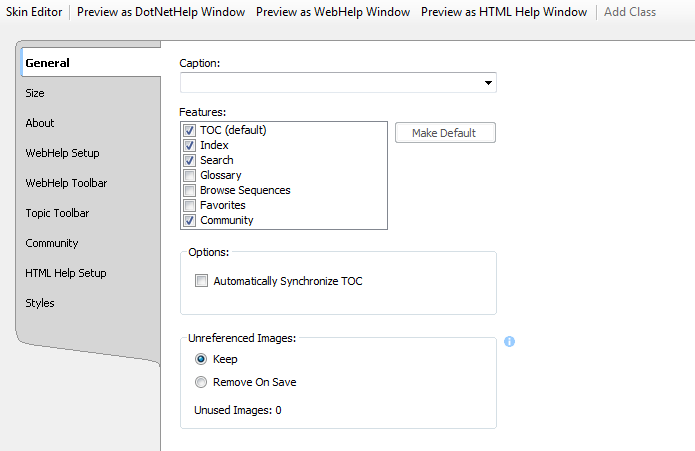 Skin Editor Preview as DotNetHelp Window Preview as WebHelp Window Preview as HTML Help Window Add Class
General
Size
About
WebHelp Setup
WebHelp Toolbar
Topic Toolbar
Community
HTML Help Setup
Styles
Caption:
Features:
TOC (default)
Index
Search
Glossary
Browse Sequences
Favorites
Community
Make Default
Options:
Automatically Synchronize TOC
Unreferenced Images:
Keep
Remove On Save
Unused Images: 0